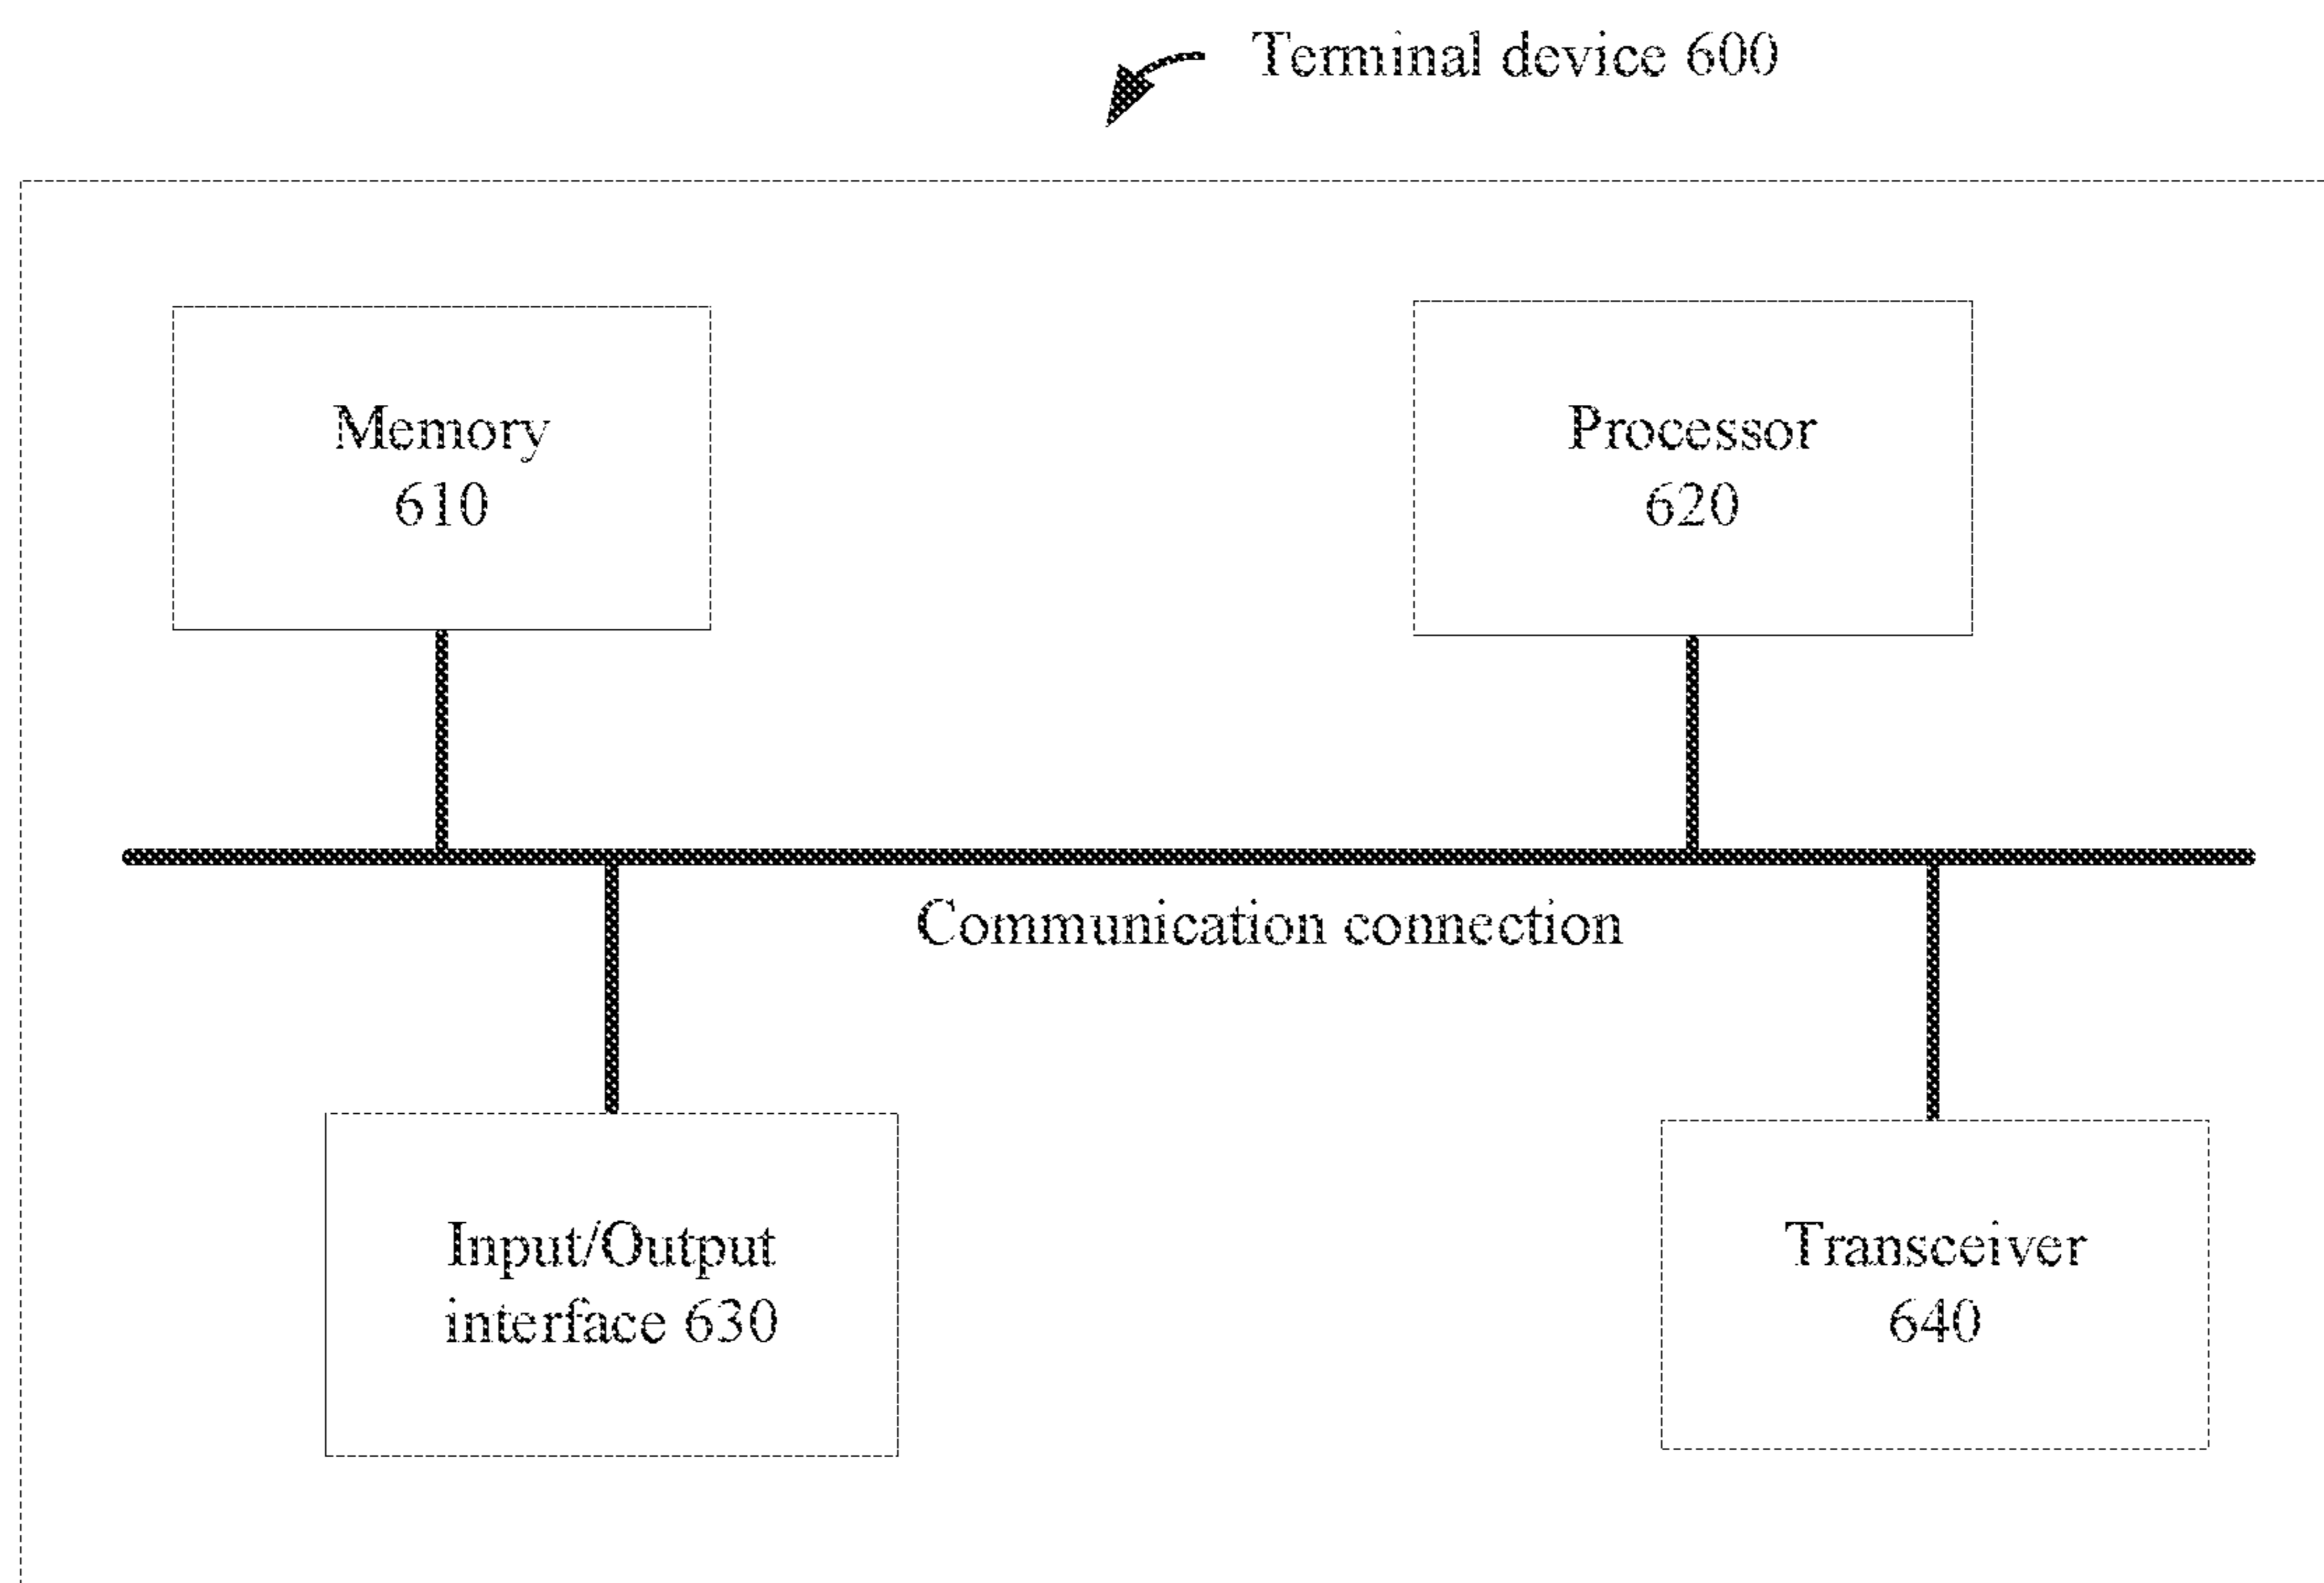 Terminal device 600
Memory
610
Processor
620
Communication connection
Input/Output
interface 630
Transceiver
640